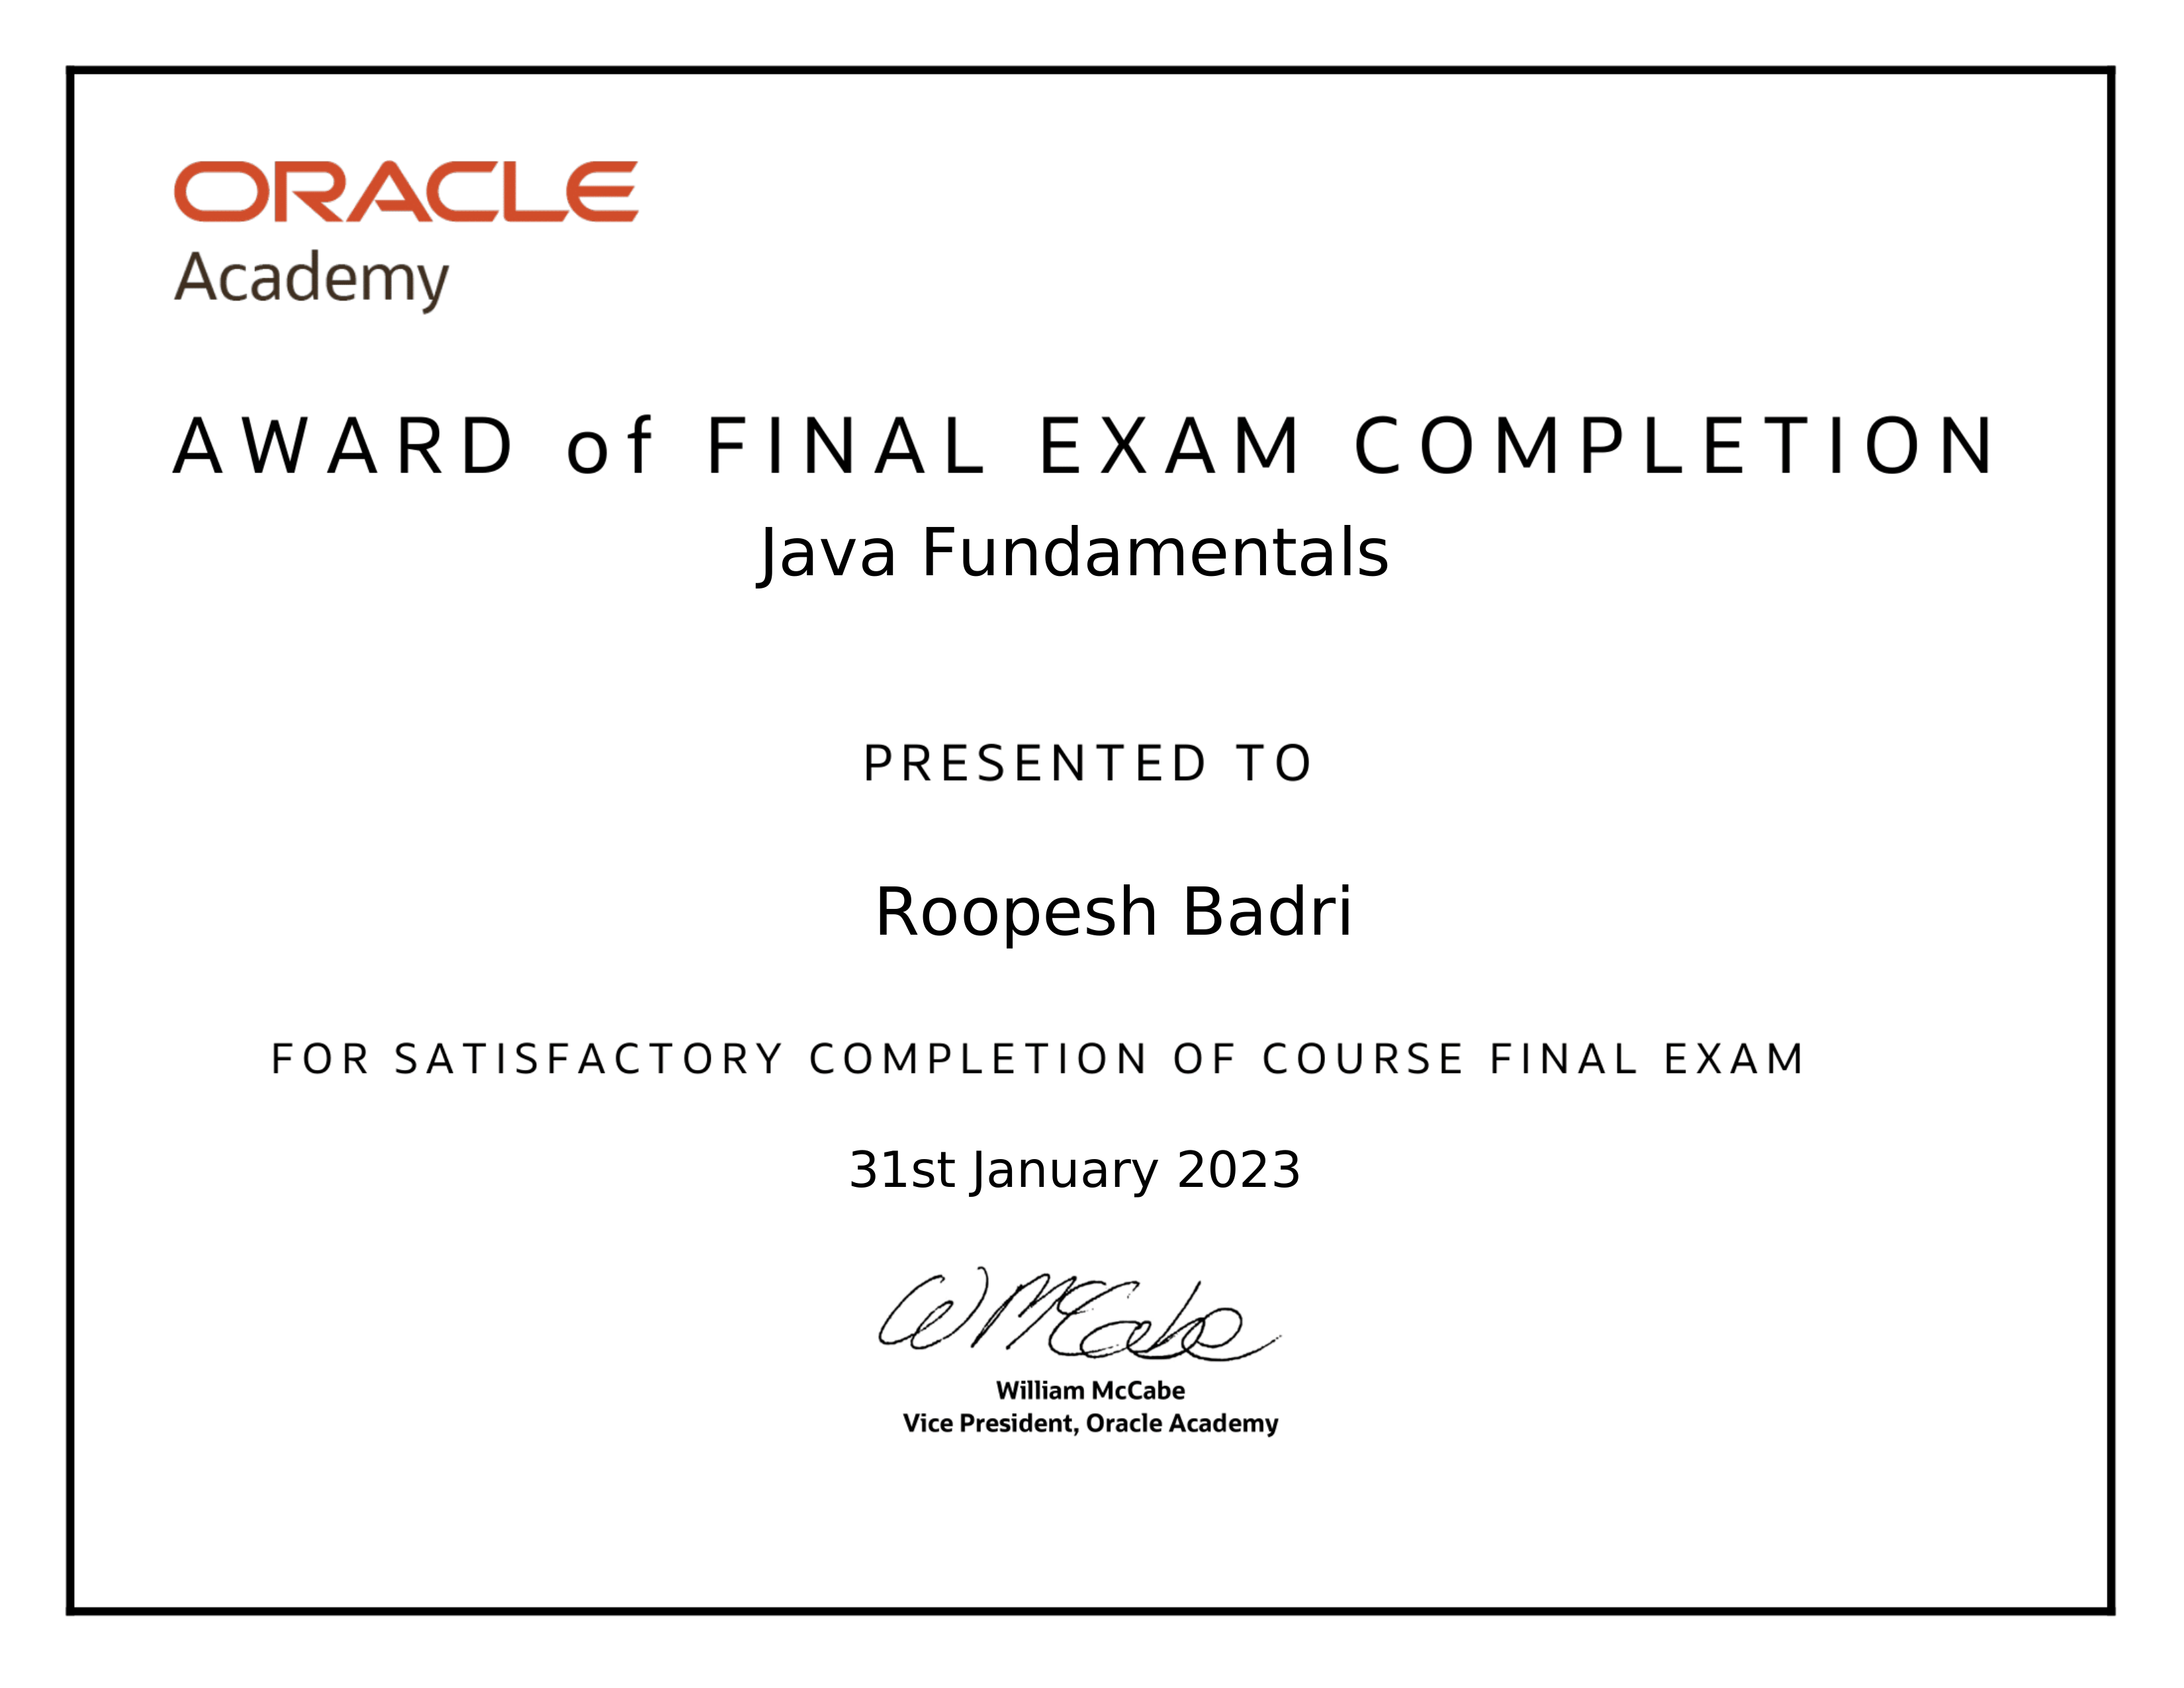 ORACLE
Academy
AWARD of FINAL EXAM COMPLETION
Java Fundamentals
PRESENTED TO
Roopesh Badri
FOR SATISFACTORY COMPLETION OF COURSE FINAL EXAM
31st January 2023
W McCabe
William McCabe
Vice President, Oracle Academy